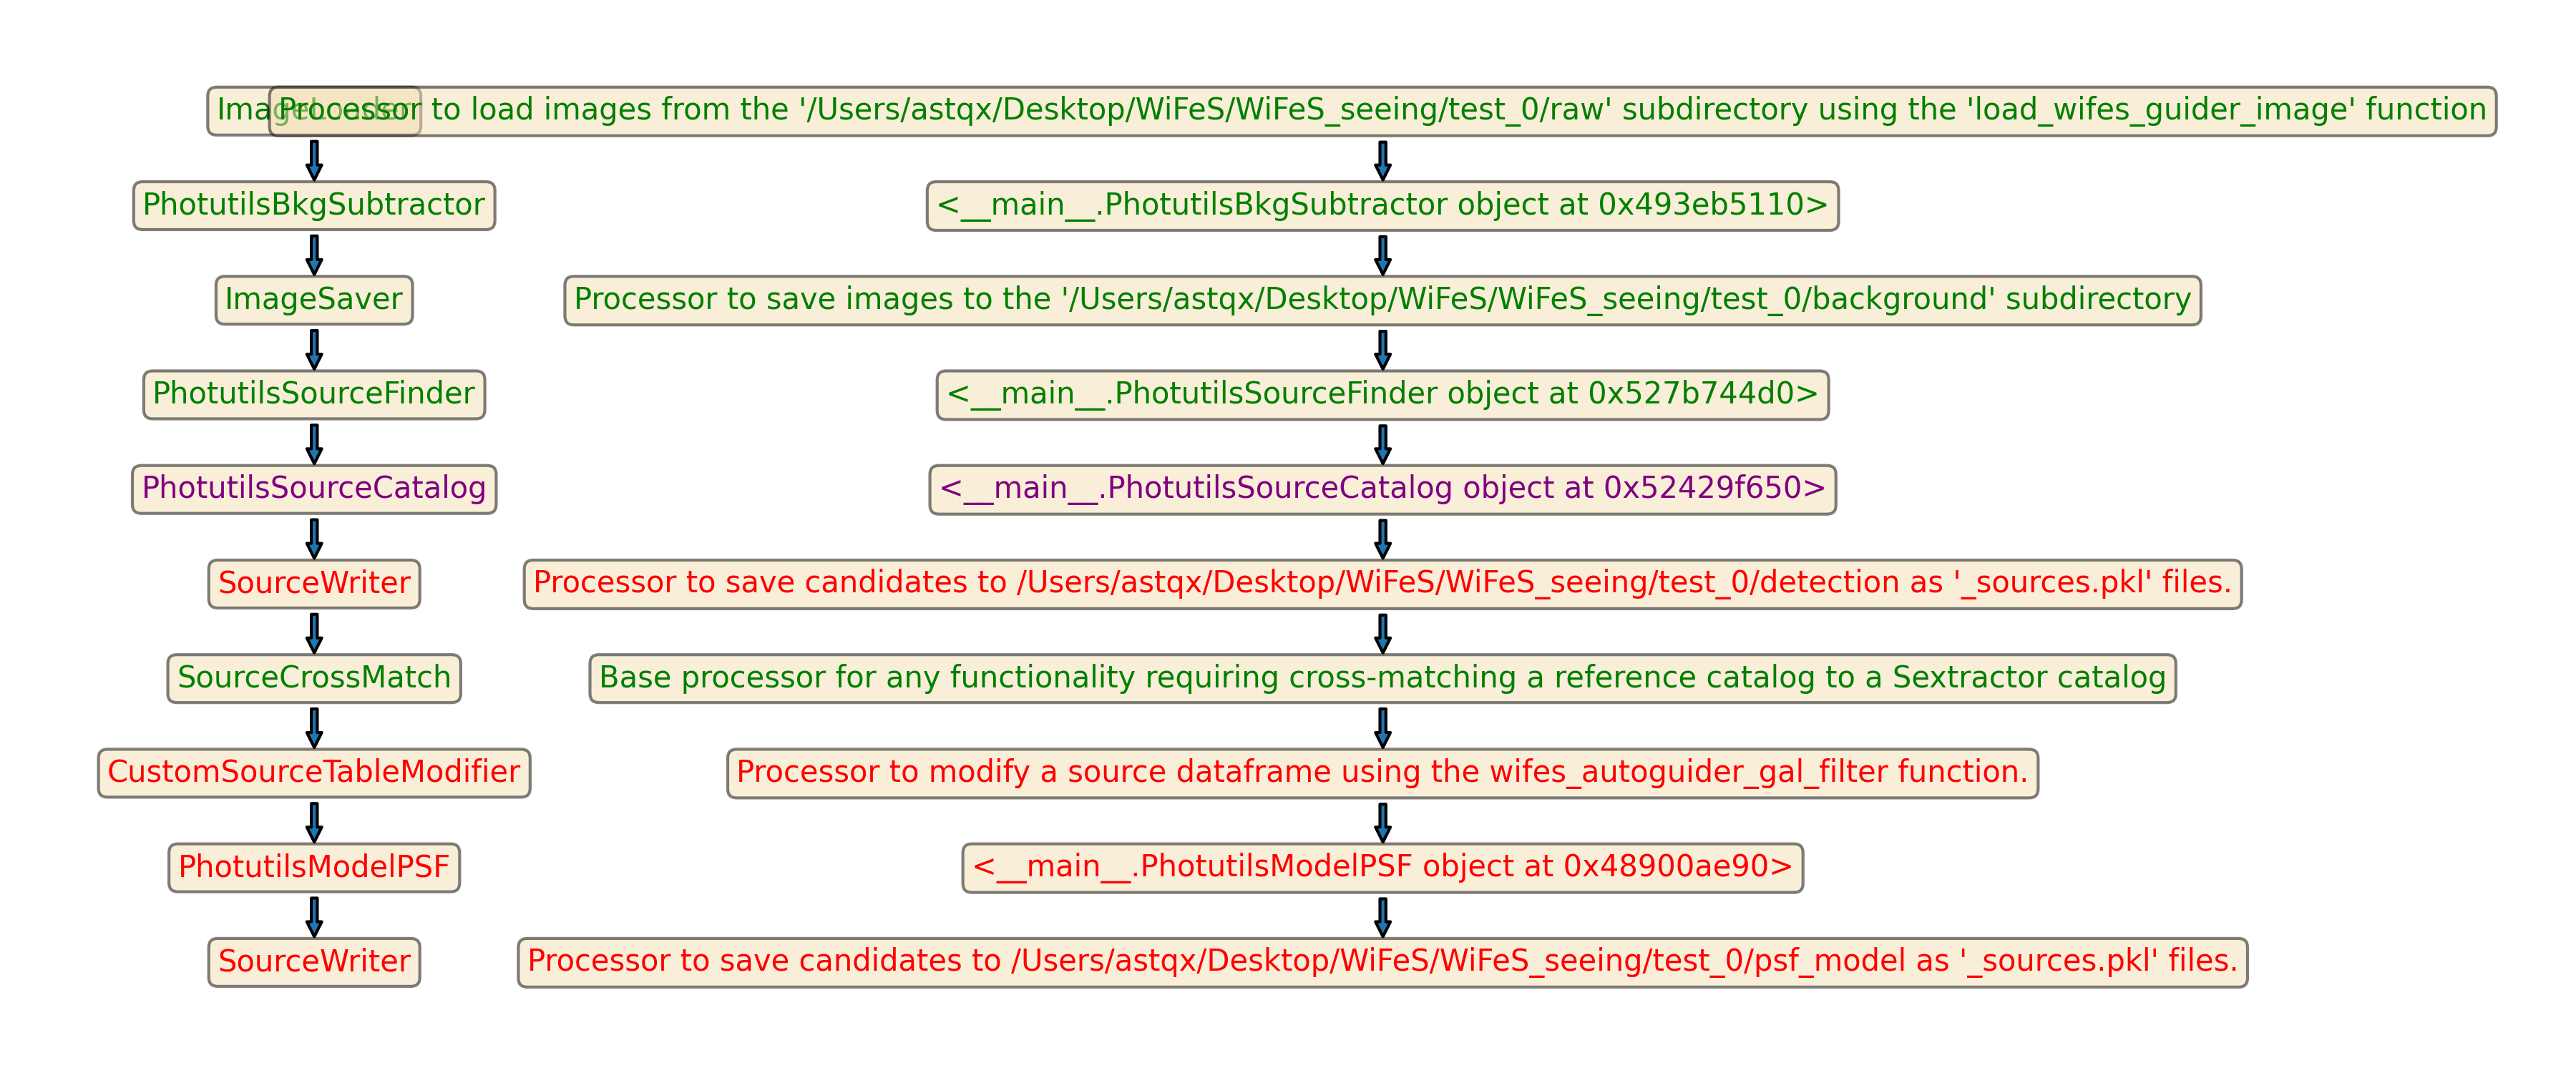 ImageLoader
Processor to load images from the '/Users/astqx/Desktop/WiFeS/WiFeS_seeing/test_0/raw' subdirectory using the 'load_wifes_guider_image' function
PhotutilsBkgSubtractor
<__main__.PhotutilsBkgSubtractor object at 0x493eb5110>
ImageSaver
Processor to save images to the '/Users/astqx/Desktop/WiFeS/WiFeS_seeing/test_0/background' subdirectory
PhotutilsSourceFinder
<__main__.PhotutilsSourceFinder object at 0x527b744d0>
PhotutilsSourceCatalog
<__main__.PhotutilsSourceCatalog object at 0x52429f650>
SourceWriter
Processor to save candidates to /Users/astqx/Desktop/WiFeS/WiFeS_seeing/test_0/detection as '_sources.pkl' files.
SourceCrossMatch
Base processor for any functionality requiring cross-matching a reference catalog to a Sextractor catalog
CustomSourceTableModifier
Processor to modify a source dataframe using the wifes_autoguider_gal_filter function.
PhotutilsModelPSF
<__main__.PhotutilsModelPSF object at 0x48900ae90>
SourceWriter
Processor to save candidates to /Users/astqx/Desktop/WiFeS/WiFeS_seeing/test_0/psf_model as '_sources.pkl' files.